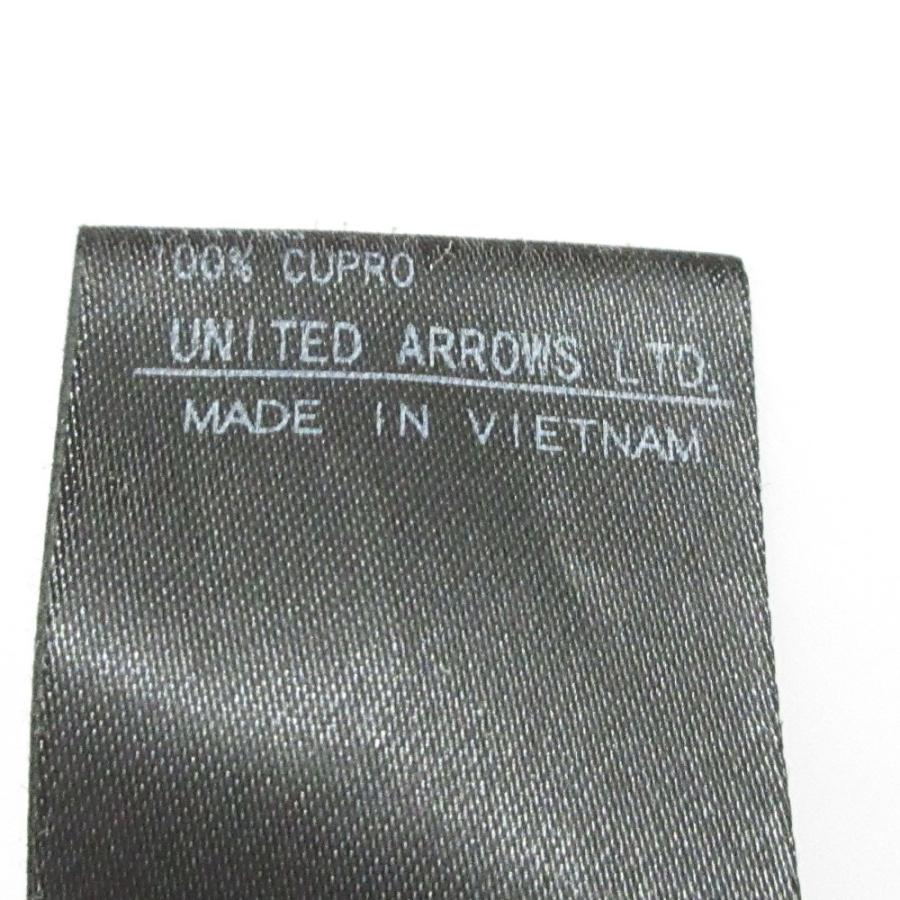 100% CUPRO
UNITED ARROWS LTD.
MADE IN VIETNAM